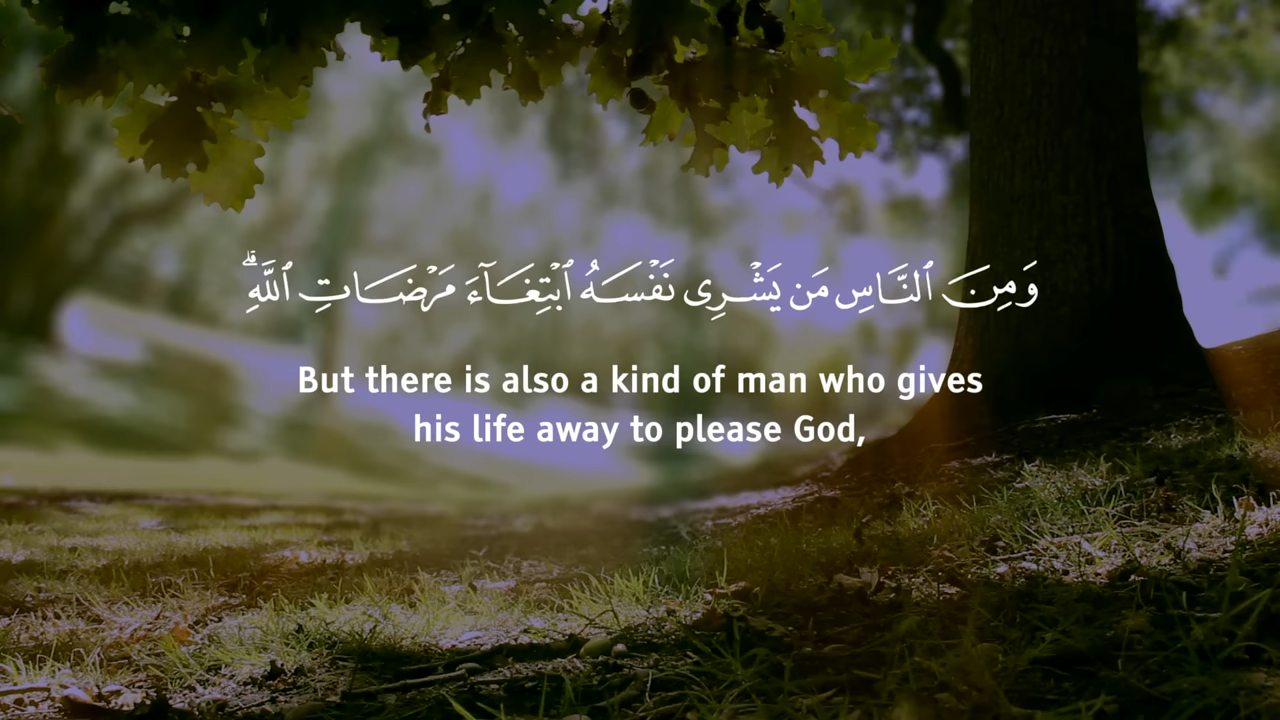 وَمِنَ ٱلنَّاسِ مَن يَشْرِى نَفْسَهُ ٱبْتِغَآءَ مَرْضَاتِ ٱللَّهِ ۗ
But there is also a kind of man who gives
his life away to please God,